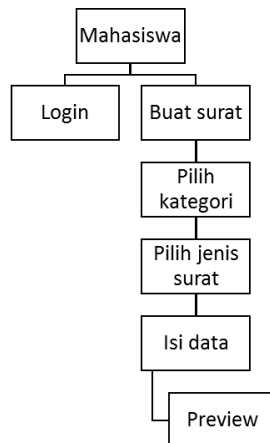 Mahasiswa
Login
Buat surat
Pilih
kategori
Pilih jenis
surat
Isi data
Preview